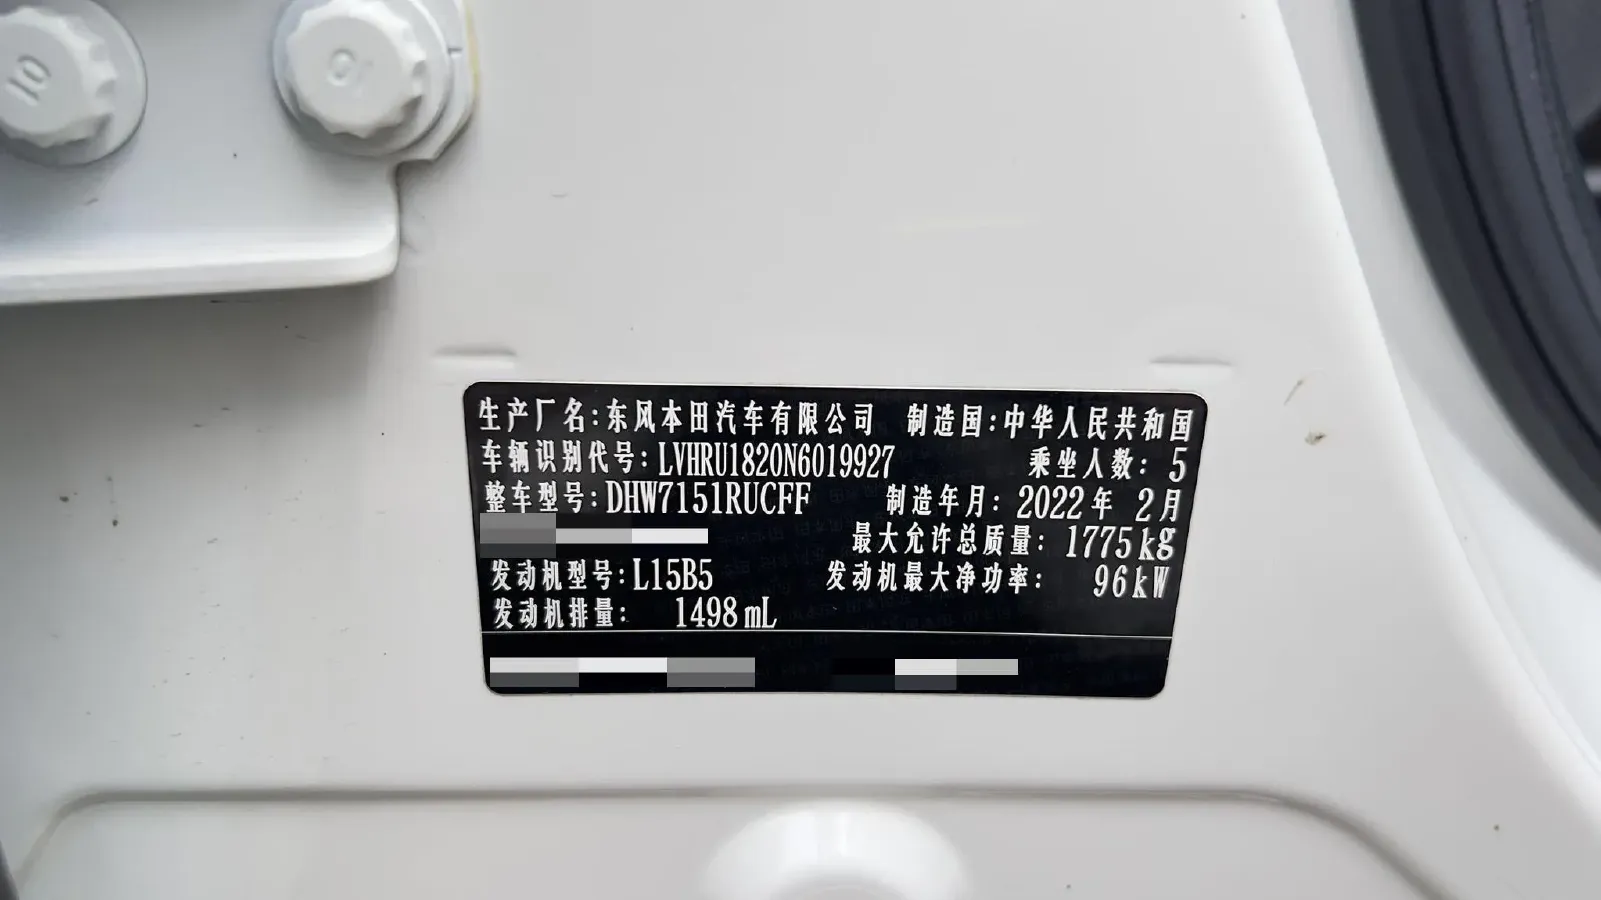 10
9
生产厂名:东风本田汽车有限公司 制造国:中华人民共和国
车辆识别代号:LVHRU1820N6019927 乘坐人数:5
整车型号:DHW7151RUCFF 制造年月:2022年 2月
最大允许总质量:1775kg
发动机型号:L15B5 发动机最大净功率: 96kW
发动机排量: 1498mL